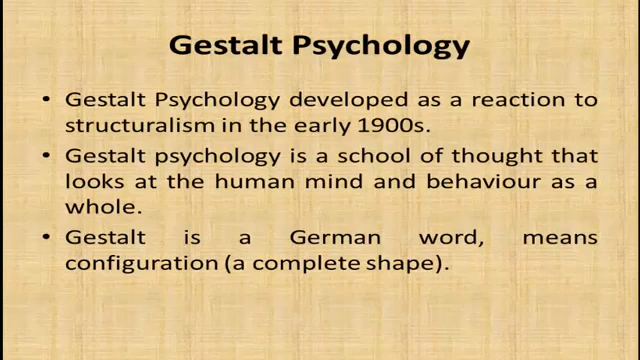 Gestalt Psychology
• Gestalt Psychology developed as a reaction to
structuralism in the early 1900s.
• Gestalt psychology is a school of thought that
looks at the human mind and behaviour as a
whole.
• Gestalt is a German word, means
configuration (a complete shape).